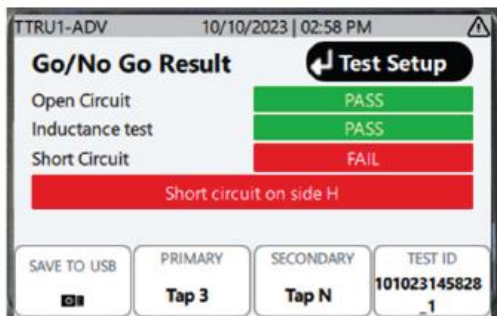 TTRU1-ADV 10/10/2023 | 02:58 PM
Go/No Go Result Test Setup
Open Circuit PASS
Inductance test PASS
Short Circuit FAIL
Short circuit on side H
SAVE TO USB PRIMARY SECONDARY TEST ID
Tap 3 Tap N 101023145828
_1